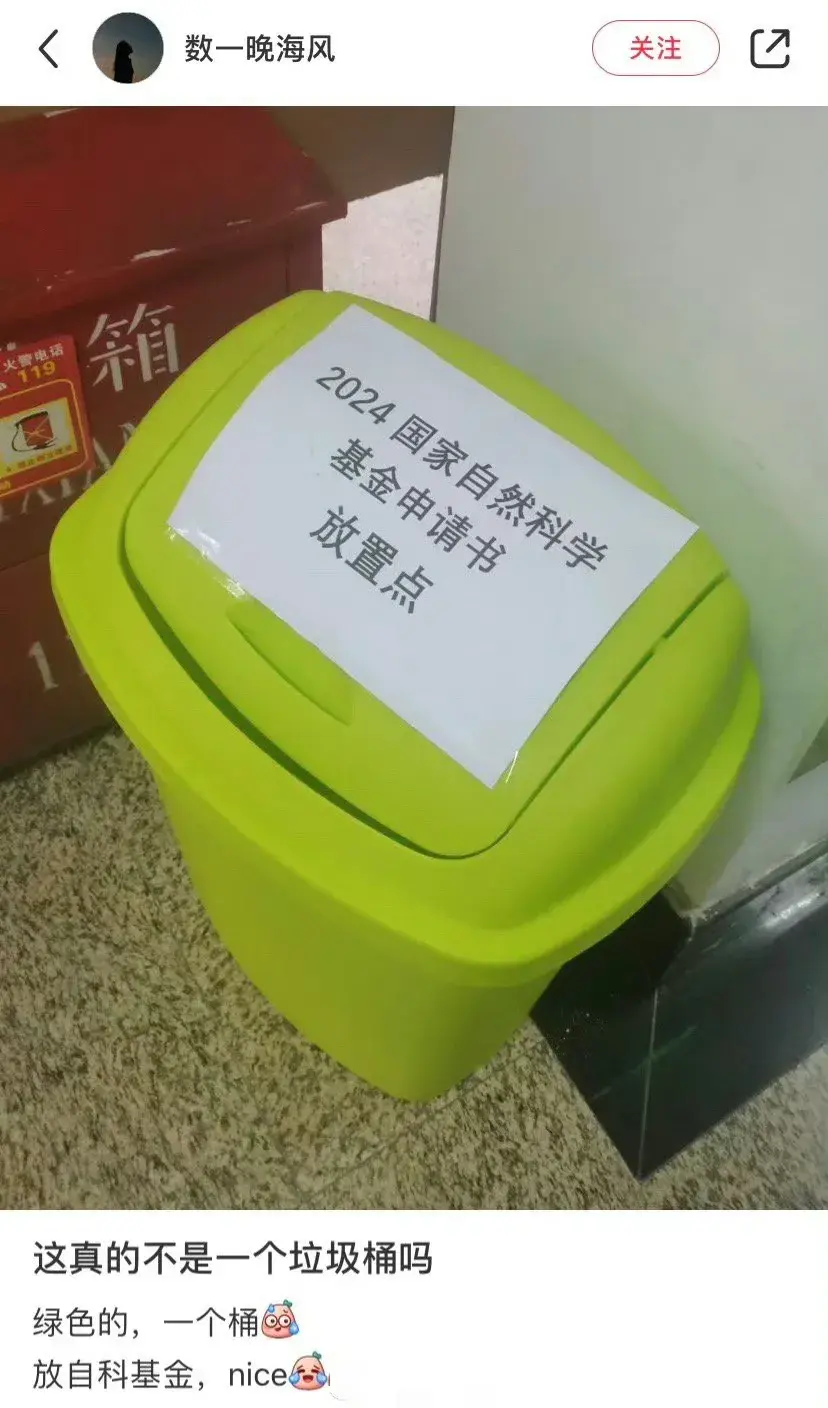 数一晚海风
关注
箱
火警电话
119
2024 国家自然科学
基金申请书
放置点
这真的不是一个垃圾桶吗
绿色的，一个桶
放自科基金，nice